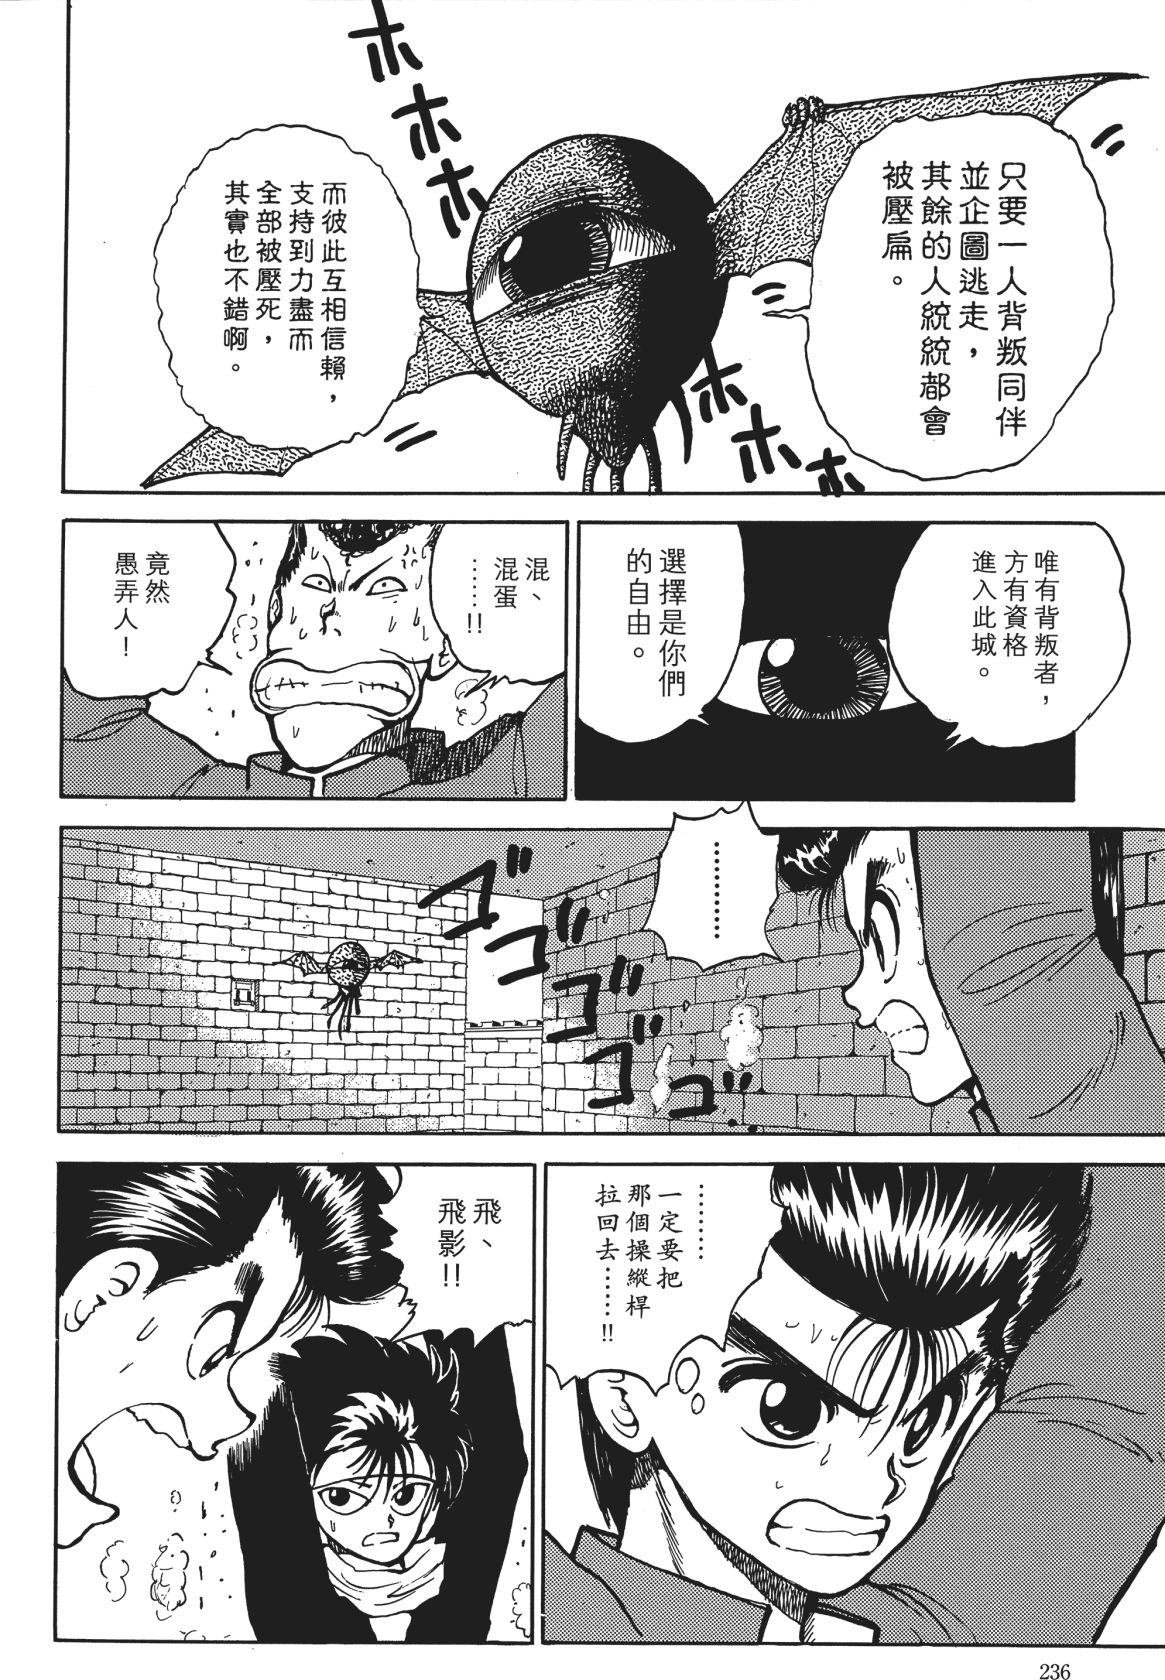 只要一人背叛同伴
並企圖逃走，
其餘的人統統都會
被壓扁。
ホホホ
而彼此互相信賴，
支持到力盡而
全部被壓死，
其實也不錯啊。
ホホホ
唯有背叛者，
方有資格
進入此城。
選擇是你們
的自由。
混、
混蛋
……!!
竟然
愚弄人！
…………
ゴゴゴゴゴ
…………
一定要把
那個操縱桿
拉回去……!!
飛、
飛影!!
236